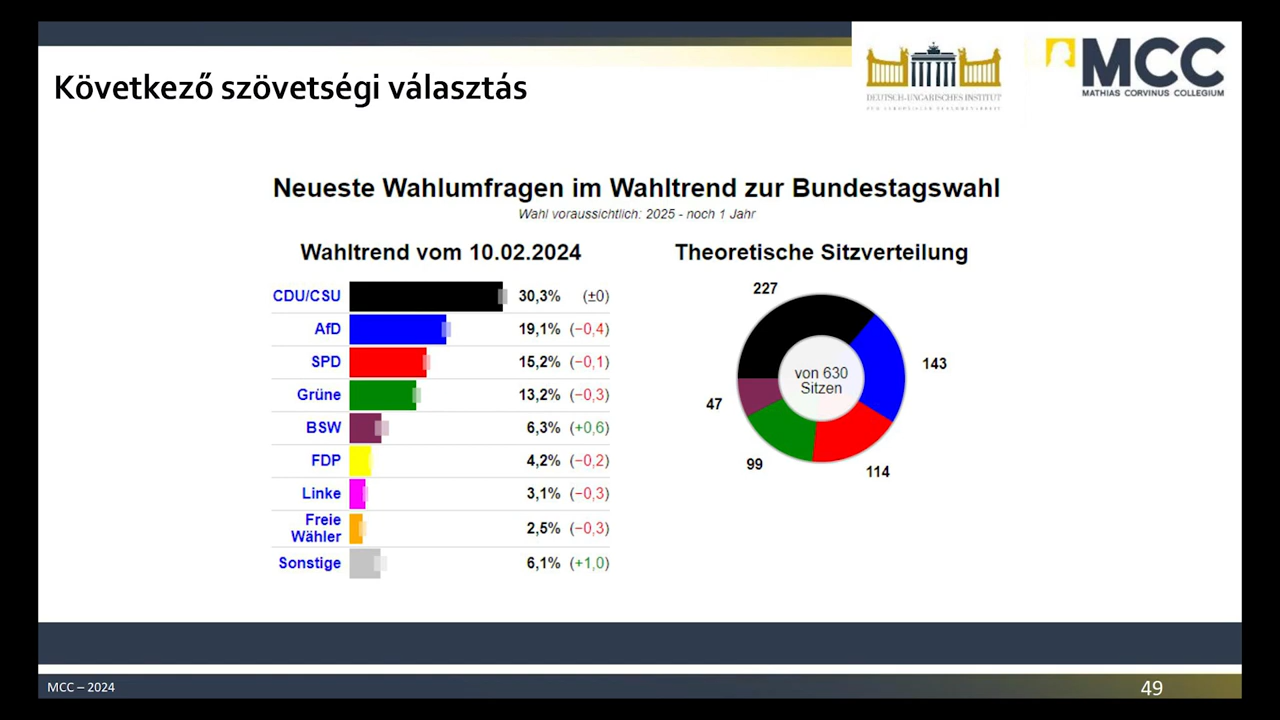 Következő szövetségi választás
DEUTSCH-UNGARISCHES INSTITUT
MCC
MATHIAS CORVINUS COLLEGIUM
Neueste Wahlumfragen im Wahltrend zur Bundestagswahl
Wahl voraussichtlich: 2025 - noch 1 Jahr
Wahltrend vom 10.02.2024
CDU/CSU 30,3% (±0)
AfD 19,1% (−0,4)
SPD 15,2% (−0,1)
Grüne 13,2% (−0,3)
BSW 6,3% (+0,6)
FDP 4,2% (−0,2)
Linke 3,1% (−0,3)
Freie
Wähler 2,5% (−0,3)
Sonstige 6,1% (+1,0)
Theoretische Sitzverteilung
227
143
von 630
Sitzen
47
99
114
MCC – 2024
49